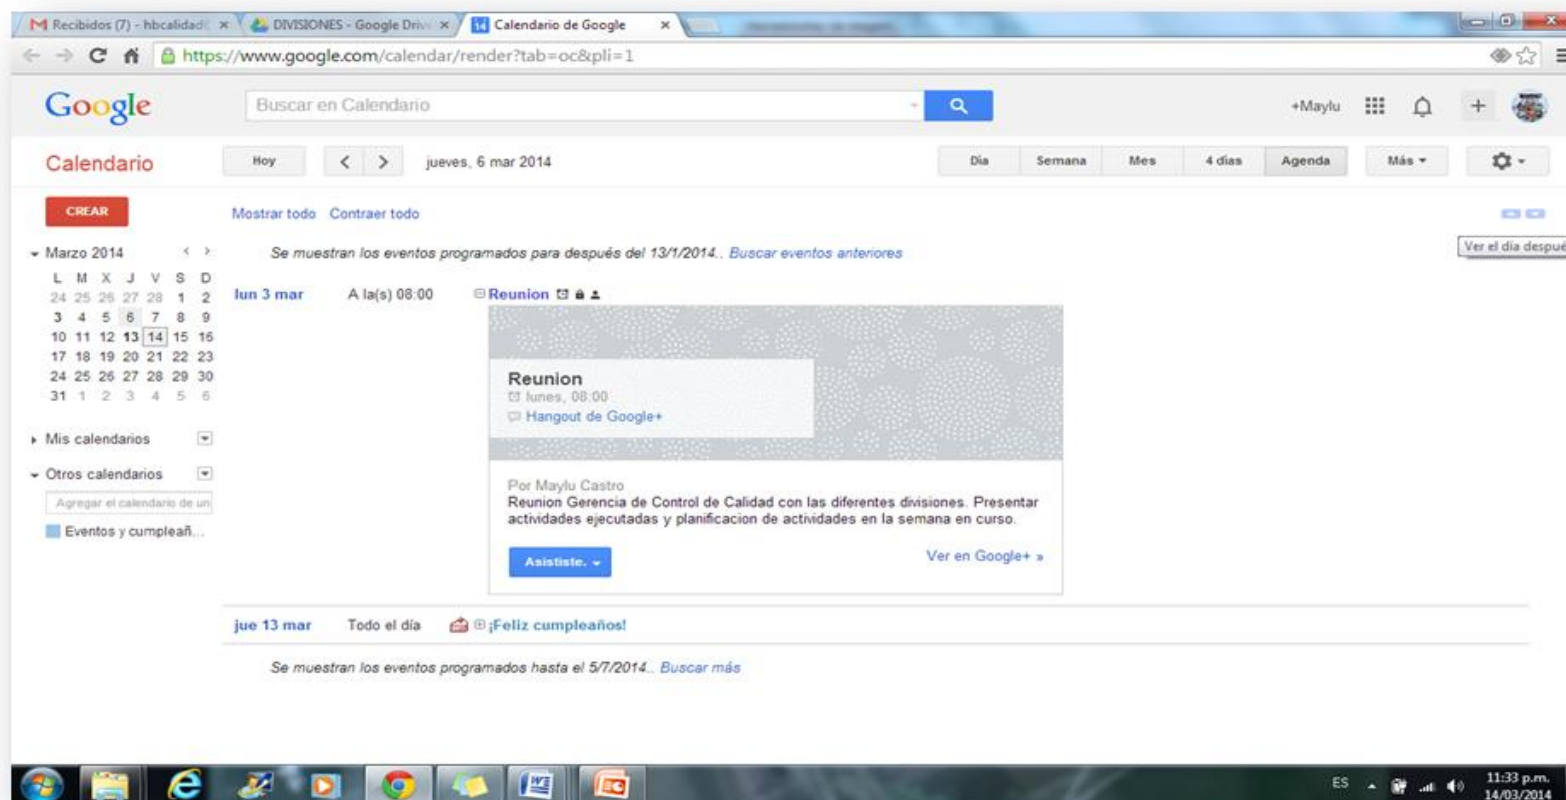 Recibidos (7) - hbcalidad
DIVISIONES - Google Driv
14 Calendario de Google
https://www.google.com/calendar/render?tab=oc&pli=1
Google
Buscar en Calendario
+Maylu
Calendario
Hoy
jueves, 6 mar 2014
Día Semana Mes 4 días Agenda
Más
CREAR
Mostrar todo Contraer todo
Ver el día despué
Marzo 2014
Se muestran los eventos programados para después del 13/1/2014.. Buscar eventos anteriores
L M X J V S D
24 25 26 27 28 1 2
3 4 5 6 7 8 9
10 11 12 13 14 15 16
17 18 19 20 21 22 23
24 25 26 27 28 29 30
31 1 2 3 4 5 6
Mis calendarios
Otros calendarios
Agregar el calendario de un
Eventos y cumpleañ...
lun 3 mar A la(s) 08:00 Reunion
Reunion
lunes, 08:00
Hangout de Google+
Por Maylu Castro
Reunion Gerencia de Control de Calidad con las diferentes divisiones. Presentar
actividades ejecutadas y planificacion de actividades en la semana en curso.
Asististe.
Ver en Google+ »
jue 13 mar Todo el día ¡Feliz cumpleaños!
Se muestran los eventos programados hasta el 5/7/2014.. Buscar más
ES
11:33 p.m.
14/03/2014